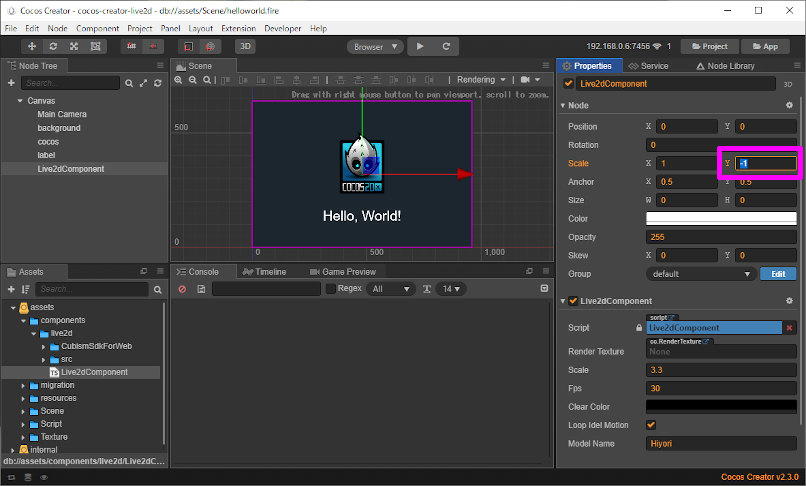 Cocos Creator - cocos-creator-live2d - db://assets/Scene/helloworld.fire
File Edit Node Component Project Panel Layout Extension Developer Help
3D Browser 192.168.0.6:7456 1 Project App
Node Tree
Search...
Canvas
Main Camera
background
cocos
label
Live2dComponent
Scene
Rendering
Drag with right mouse button to pan viewport, scroll to zoom.
500
0
0 500 1,000
COCOS2DX
Hello, World!
Assets
Search...
assets
components
live2d
CubismSdkForWeb
src
TS Live2dComponent
migration
resources
Scene
Script
Texture
internal
db://assets/components/live2d/Live2dC...
Console Timeline Game Preview
Regex All 14
Properties Service Node Library
Live2dComponent 3D
Node
Position X 0 Y 0
Rotation 0
Scale X 1 Y -1
Anchor X 0.5 Y 0.5
Size W 0 H 0
Color
Opacity 255
Skew X 0 Y 0
Group default Edit
Live2dComponent
script
Script Live2dComponent
cc.RenderTexture
Render Texture None
Scale 3.3
Fps 30
Clear Color
Loop Idel Motion
Model Name Hiyori
Cocos Creator v2.3.0